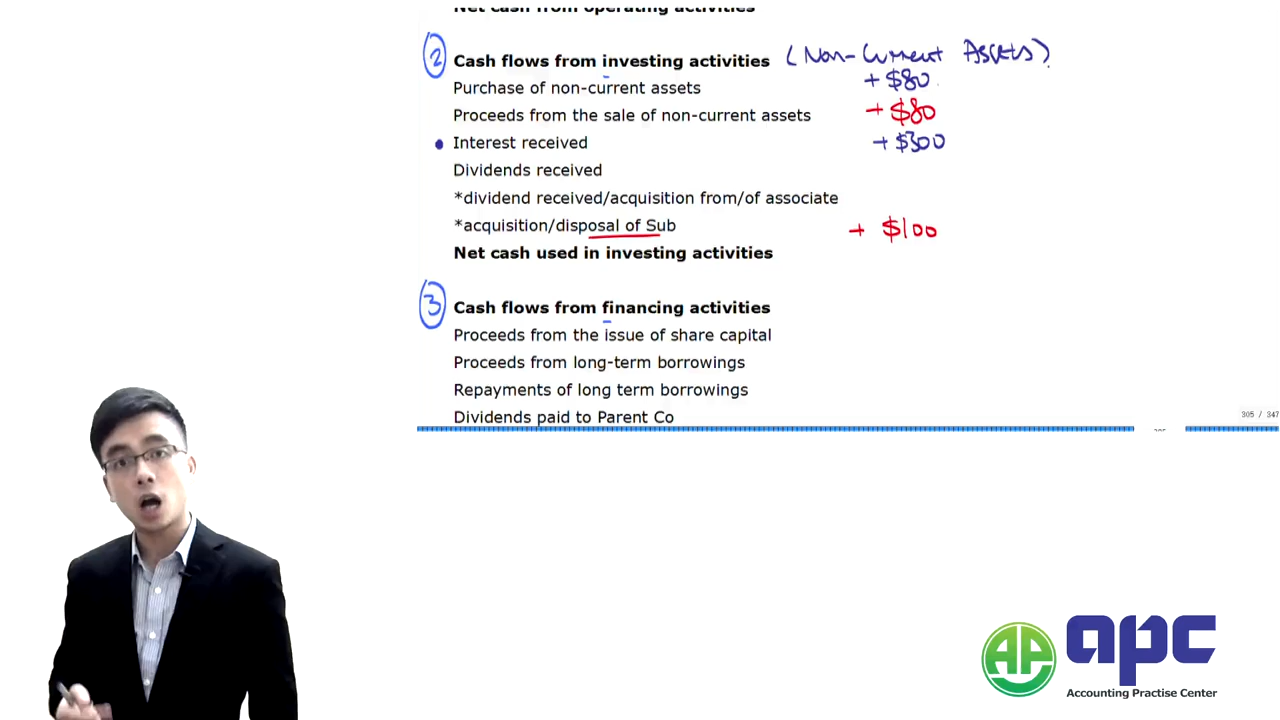 Net cash from operating activities
2 Cash flows from investing activities (Non-Current Assets).
Purchase of non-current assets + $80
Proceeds from the sale of non-current assets + $80
Interest received + $300
Dividends received
*dividend received/acquisition from/of associate
*acquisition/disposal of Sub + $100
Net cash used in investing activities
3 Cash flows from financing activities
Proceeds from the issue of share capital
Proceeds from long-term borrowings
Repayments of long term borrowings
Dividends paid to Parent Co
305 / 347
AP
apc
Accounting Practise Center